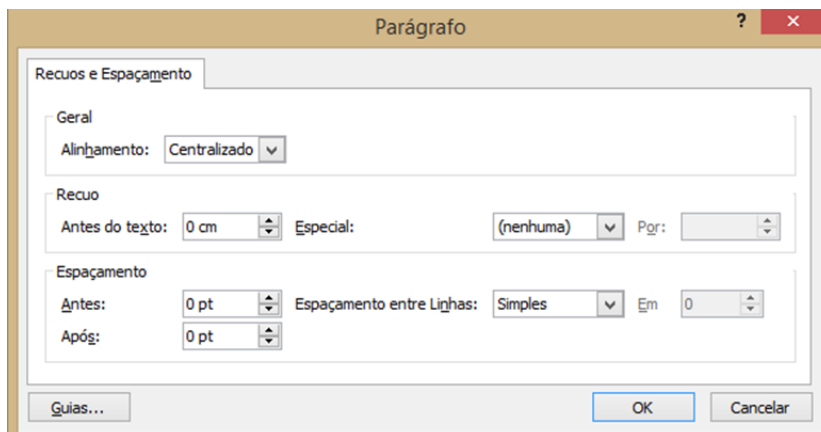 Parágrafo ?
Recuos e Espaçamento
Geral
Alinhamento: Centralizado
Recuo
Antes do texto: 0 cm Especial: (nenhuma) Por:
Espaçamento
Antes: 0 pt Espaçamento entre Linhas: Simples Em 0
Após: 0 pt
Guias... OK Cancelar